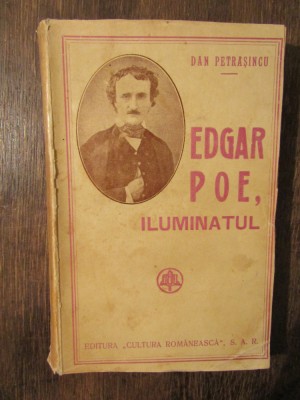 DAN PETRAȘINCU
EDGAR
POE,
ILUMINATUL
EDITURA „CULTURA ROMÂNEASCĂ", S. A. R.